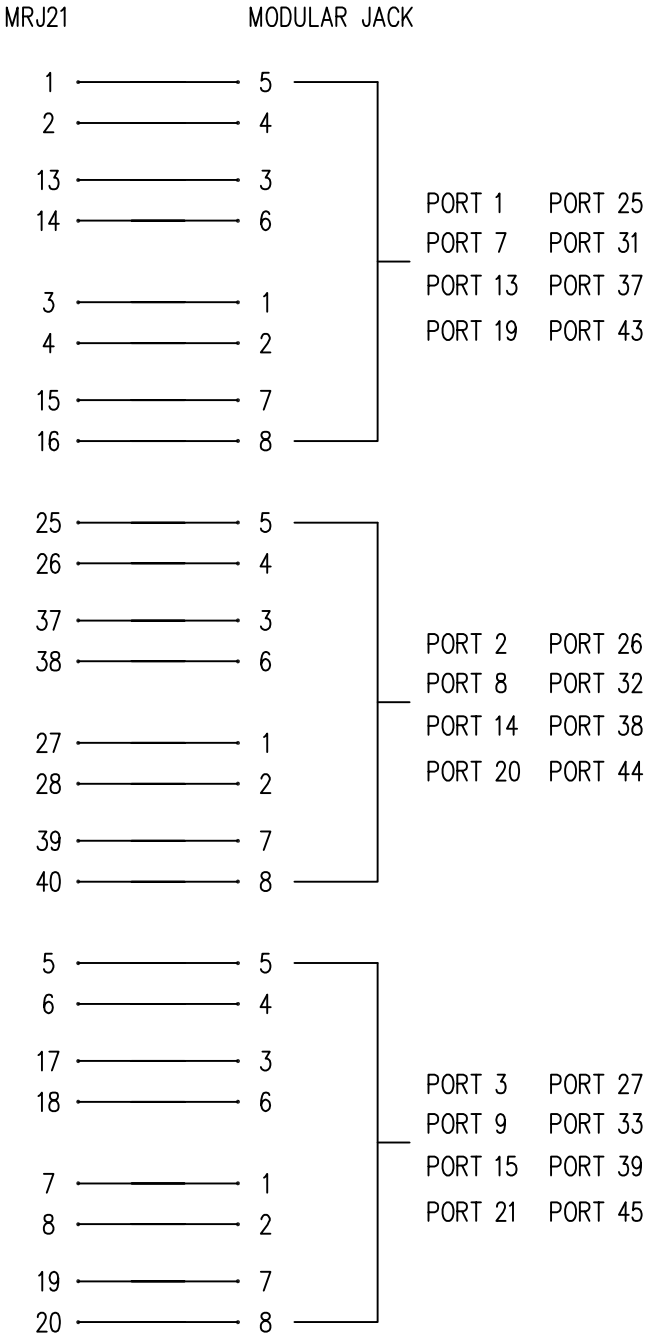 MRJ21 MODULAR JACK
1 5
2 4
13 3
14 6
3 1
4 2
15 7
16 8
PORT 1 PORT 25
PORT 7 PORT 31
PORT 13 PORT 37
PORT 19 PORT 43
25 5
26 4
37 3
38 6
27 1
28 2
39 7
40 8
PORT 2 PORT 26
PORT 8 PORT 32
PORT 14 PORT 38
PORT 20 PORT 44
5 5
6 4
17 3
18 6
7 1
8 2
19 7
20 8
PORT 3 PORT 27
PORT 9 PORT 33
PORT 15 PORT 39
PORT 21 PORT 45